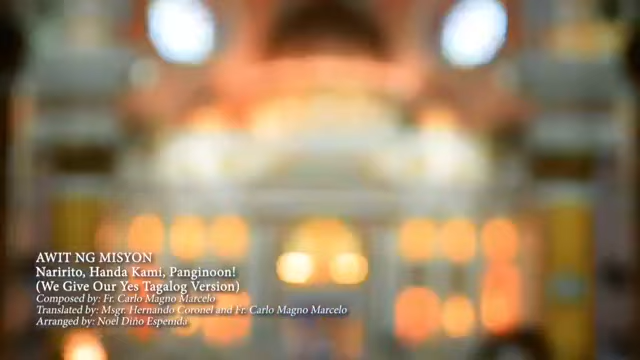 AWIT NG MISYON
Naririto, Handa Kami, Panginoon!
(We Give Our Yes Tagalog Version)
Composed by: Fr. Carlo Magno Marcelo
Translated by: Msgr. Hernando Coronel and Fr. Carlo Magno Marcelo
Arranged by: Noel Diño Espenida